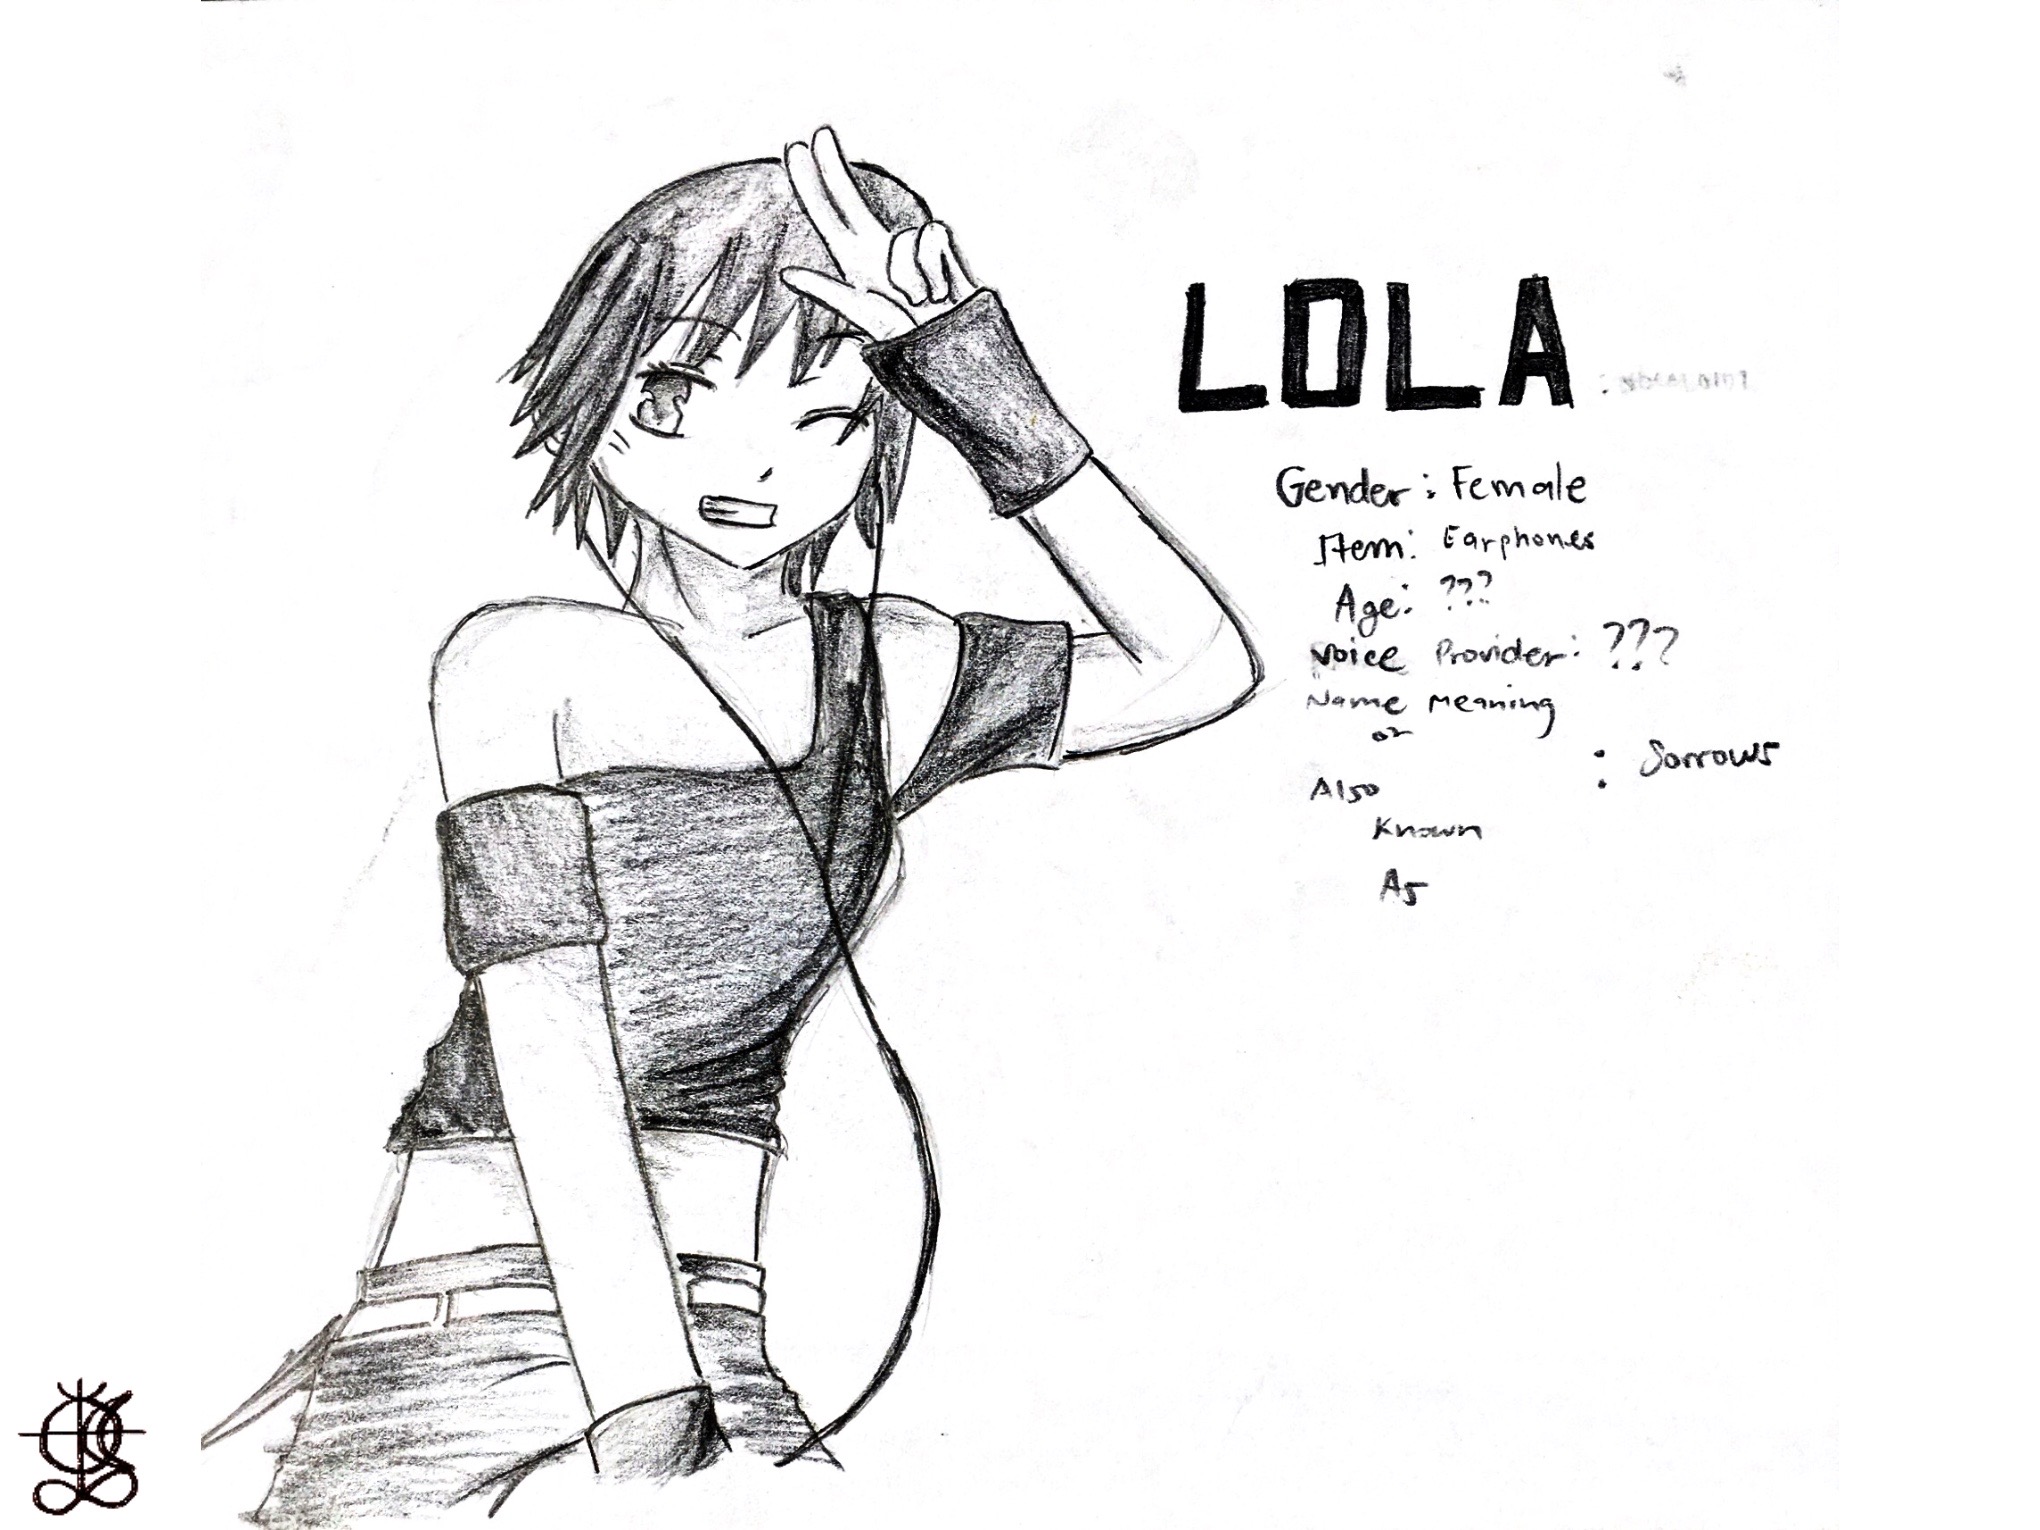 LOLA
Gender: Female
Item: Earphones
Age: ???
Voice Provider: ???
Name Meaning
or
: Sorrows
Also
Known
As